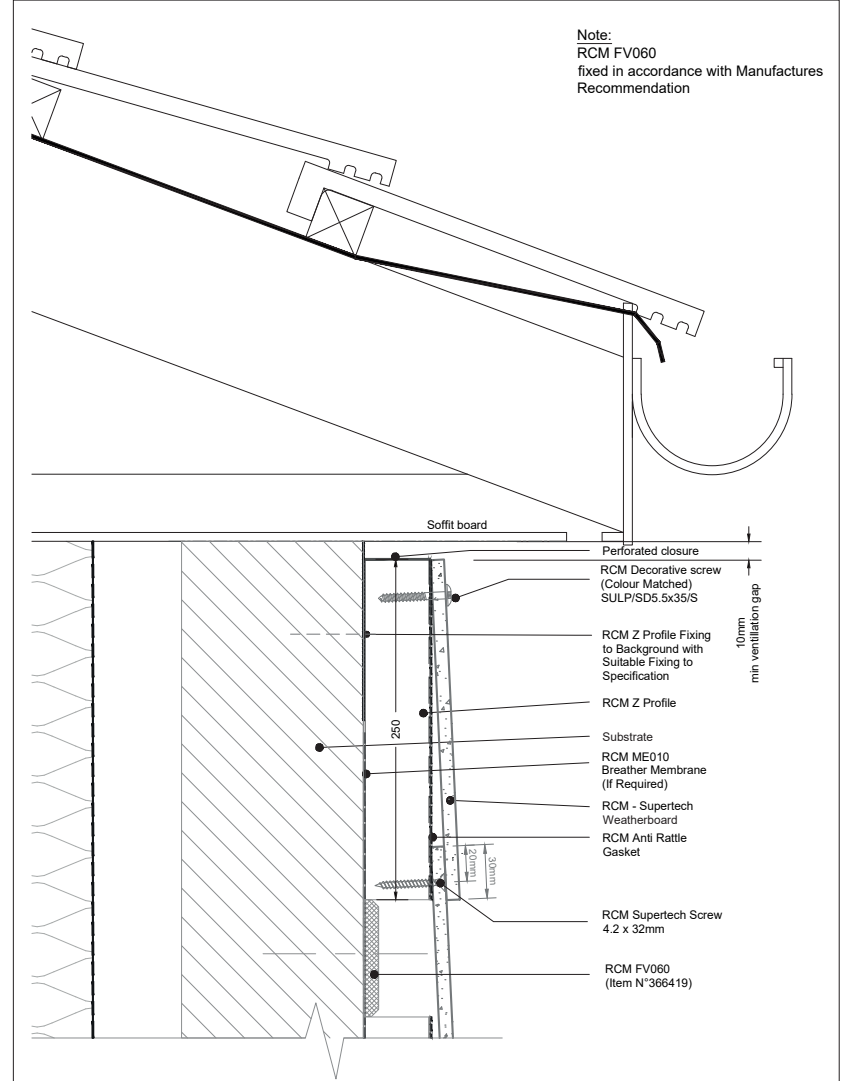 Note:
RCM FV060
fixed in accordance with Manufactures
Recommendation
Soffit board
Perforated closure
RCM Decorative screw
(Colour Matched)
SULP/SD5.5x35/S
10mm
min ventillation gap
RCM Z Profile Fixing
to Background with
Suitable Fixing to
Specification
RCM Z Profile
250
Substrate
RCM ME010
Breather Membrane
(If Required)
RCM - Supertech
Weatherboard
RCM Anti Rattle
Gasket
20mm
30mm
RCM Supertech Screw
4.2 x 32mm
RCM FV060
(Item N°366419)